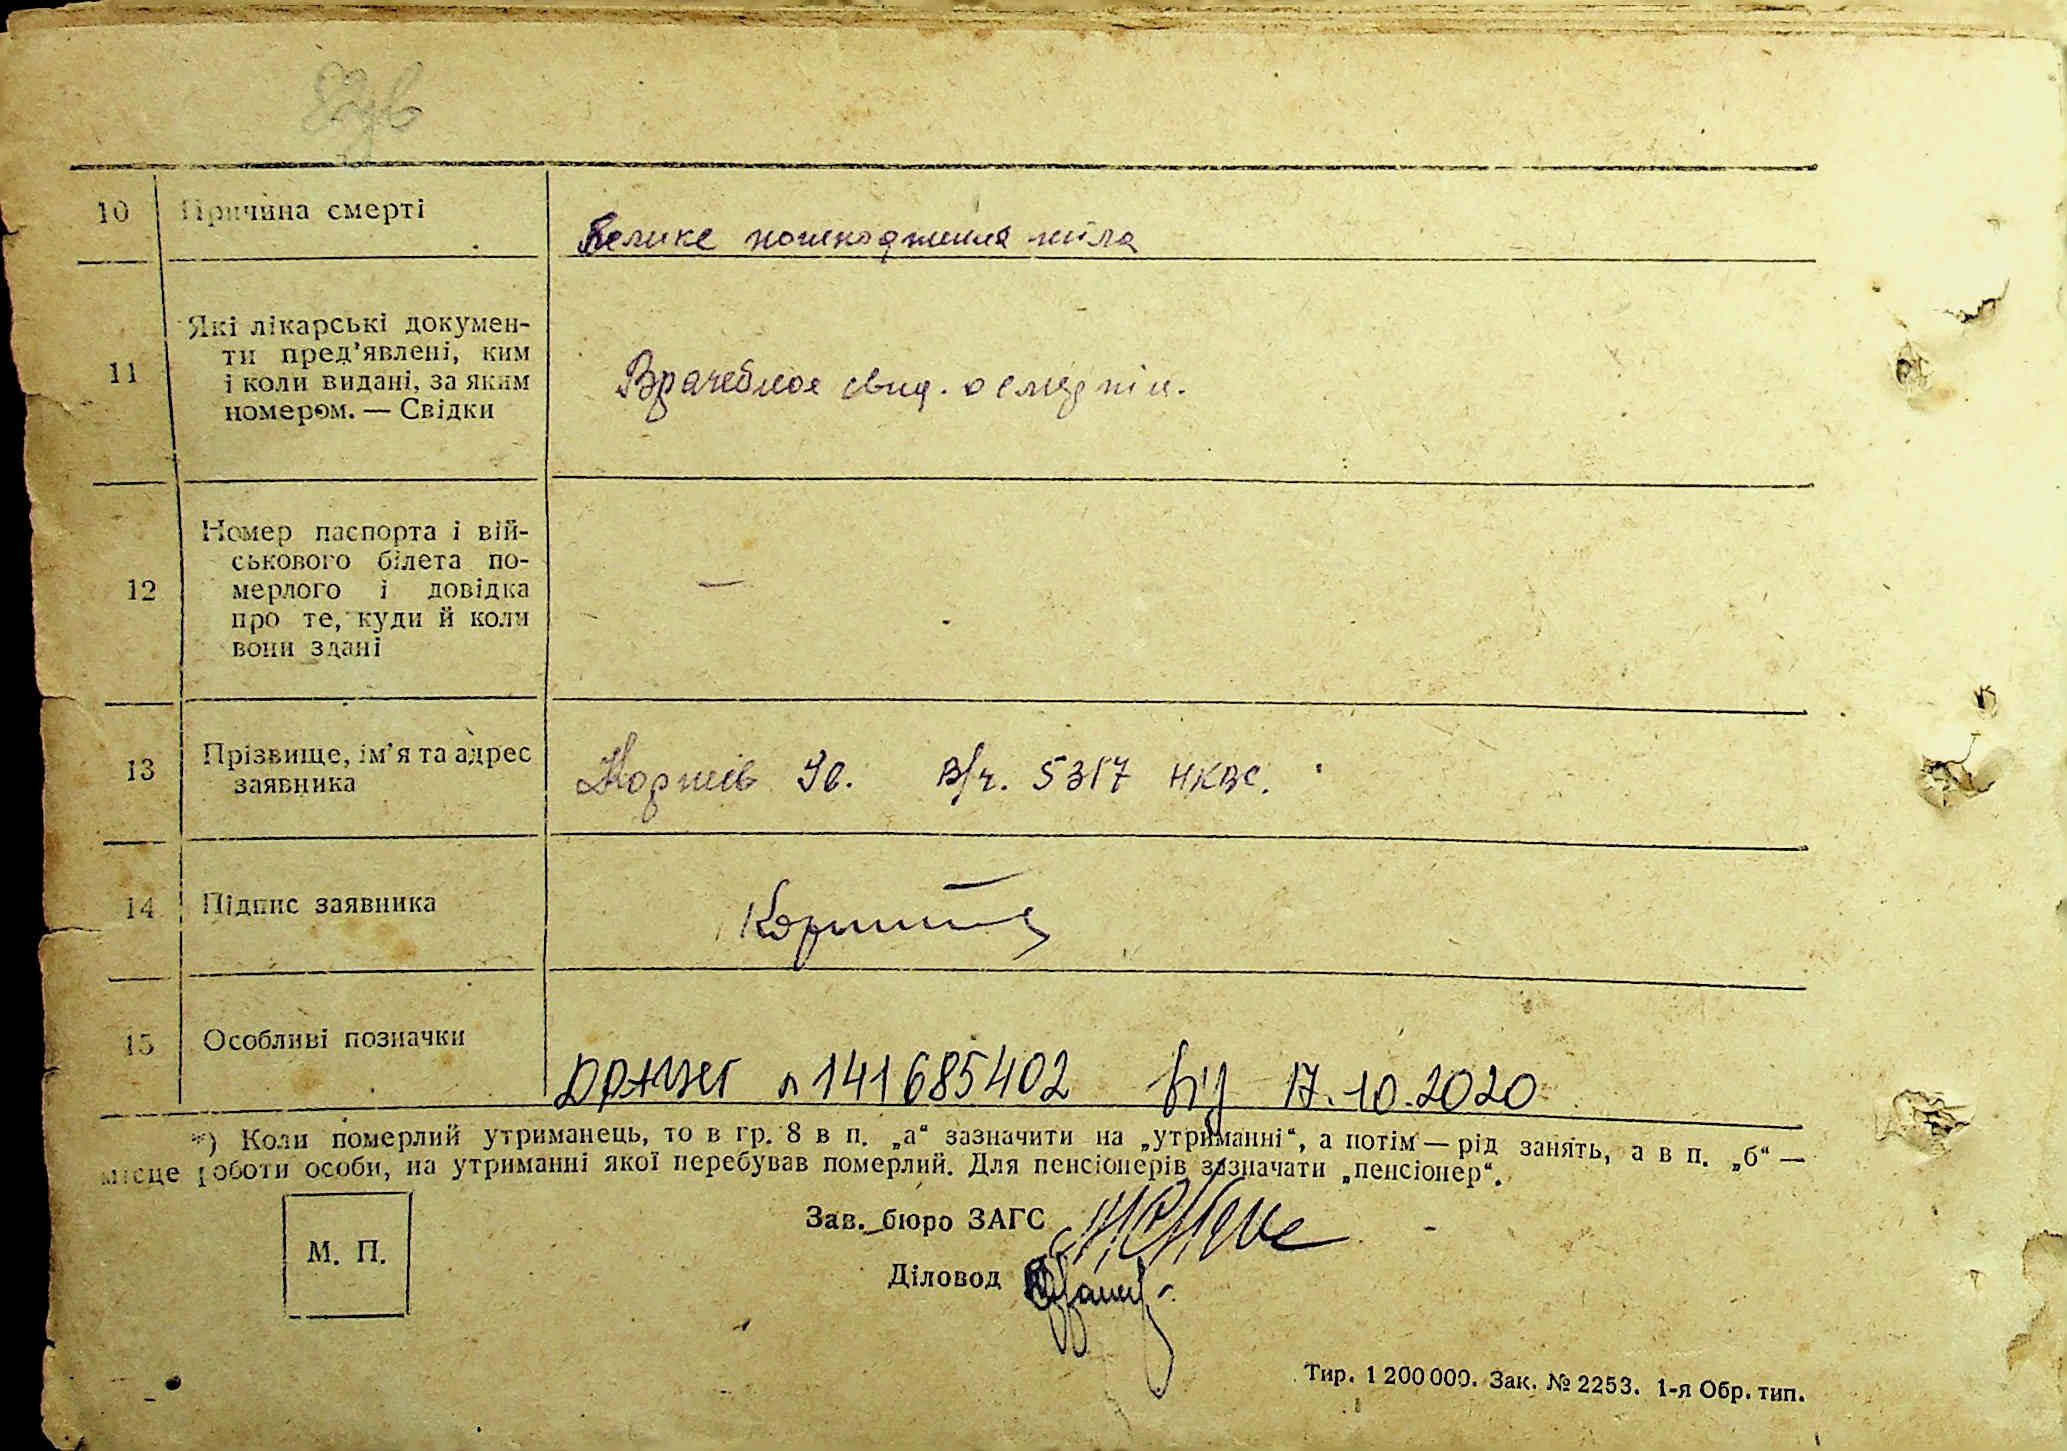 10 Причина смерті
Велике пошкодження тіла
11 Які лікарські докумен-
ти пред’явлені, ким
і коли видані, за яким
номером. — Свідки
Врачебное свид. о смерти.
12 Номер паспорта і вій-
ськового білета по-
мерлого і довідка
про те, куди й коли
вони здані
—
13 Прізвище, ім’я та адрес
заявника
Ів. в/ч. 5317 НКВС.
14 Підпис заявника
15 Особливі позначки
ДРАЦСГ 141685402 від 17.10.2020
*) Коли померлий утриманець, то в гр. 8 в п. „а“ зазначити на „утриманні“, а потім — рід занять, а в п. „б“ —
місце роботи особи, на утриманні якої перебував померлий. Для пенсіонерів зазначати „пенсіонер“.
Зав. бюро ЗАГС
М. П.
Діловод
Тир. 1 200 000. Зак. № 2253. 1-я Обр. тип.